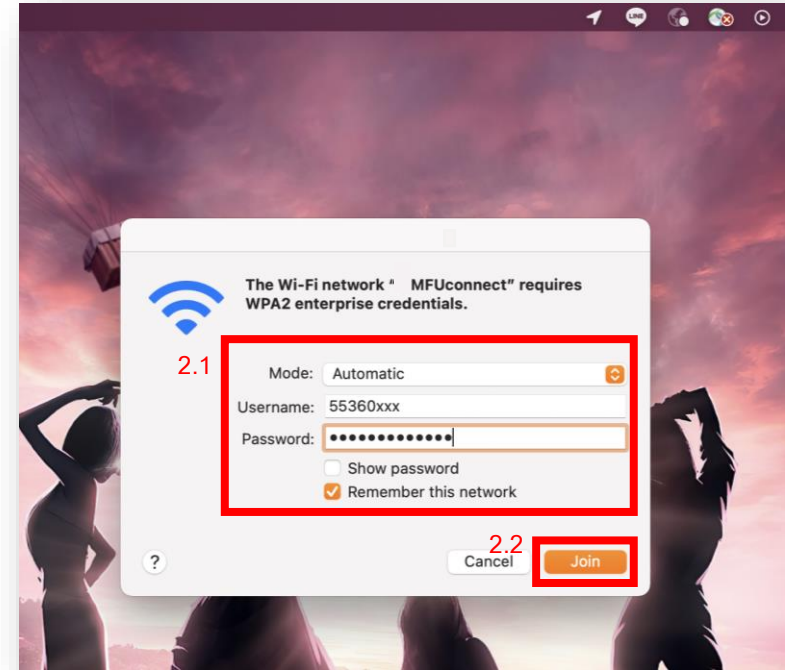 LINE
The Wi-Fi network “ MFUconnect” requires
WPA2 enterprise credentials.
2.1
Mode: Automatic
Username: 55360xxx
Password: •••••••••••••
Show password
Remember this network
2.2
? Cancel Join